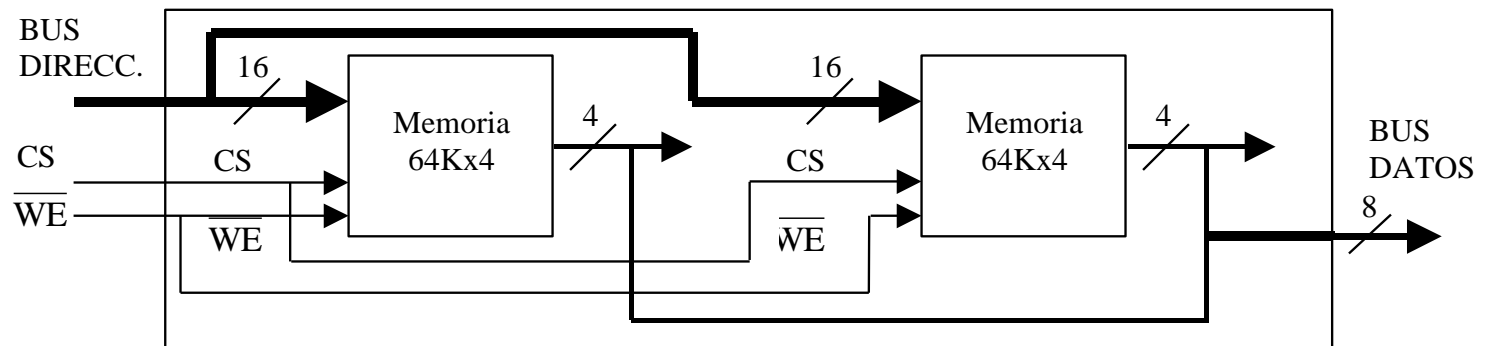 BUS
DIRECC.
16
Memoria
64Kx4
4
16
Memoria
64Kx4
4
BUS
DATOS
8
CS
CS
CS
WE
WE
WE